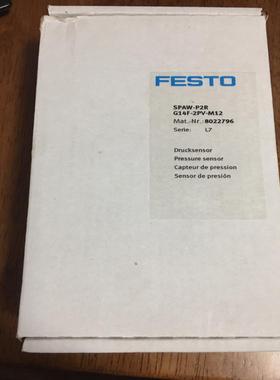 FESTO
SPAW-P2R
G14F-2PV-M12
Mat.-Nr.: 8022796
Serie: L7
Drucksensor
Pressure sensor
Capteur de pression
Sensor de presión